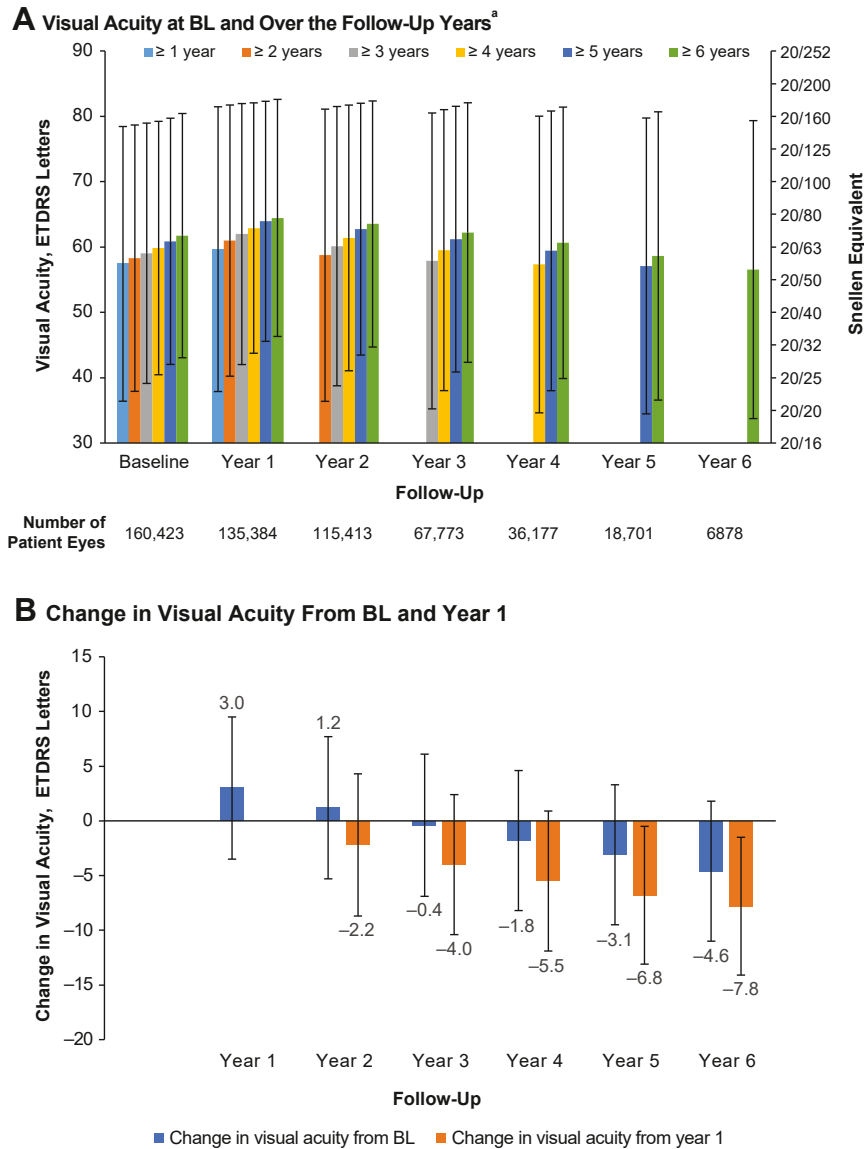 A Visual Acuity at BL and Over the Follow-Up Yearsᵃ
≥ 1 year ≥ 2 years ≥ 3 years ≥ 4 years ≥ 5 years ≥ 6 years
Visual Acuity, ETDRS Letters
90
80
70
60
50
40
30
20/252
20/200
20/160
20/125
20/100
20/80
20/63
20/50
20/40
20/32
20/25
20/20
20/16
Snellen Equivalent
Baseline Year 1 Year 2 Year 3 Year 4 Year 5 Year 6
Follow-Up
Number of
Patient Eyes
160,423 135,384 115,413 67,773 36,177 18,701 6878
B Change in Visual Acuity From BL and Year 1
Change in Visual Acuity, ETDRS Letters
15
10
5
0
–5
–10
–15
–20
3.0
1.2
–2.2
–0.4
–4.0
–1.8
–5.5
–3.1
–6.8
–4.6
–7.8
Year 1 Year 2 Year 3 Year 4 Year 5 Year 6
Follow-Up
Change in visual acuity from BL Change in visual acuity from year 1